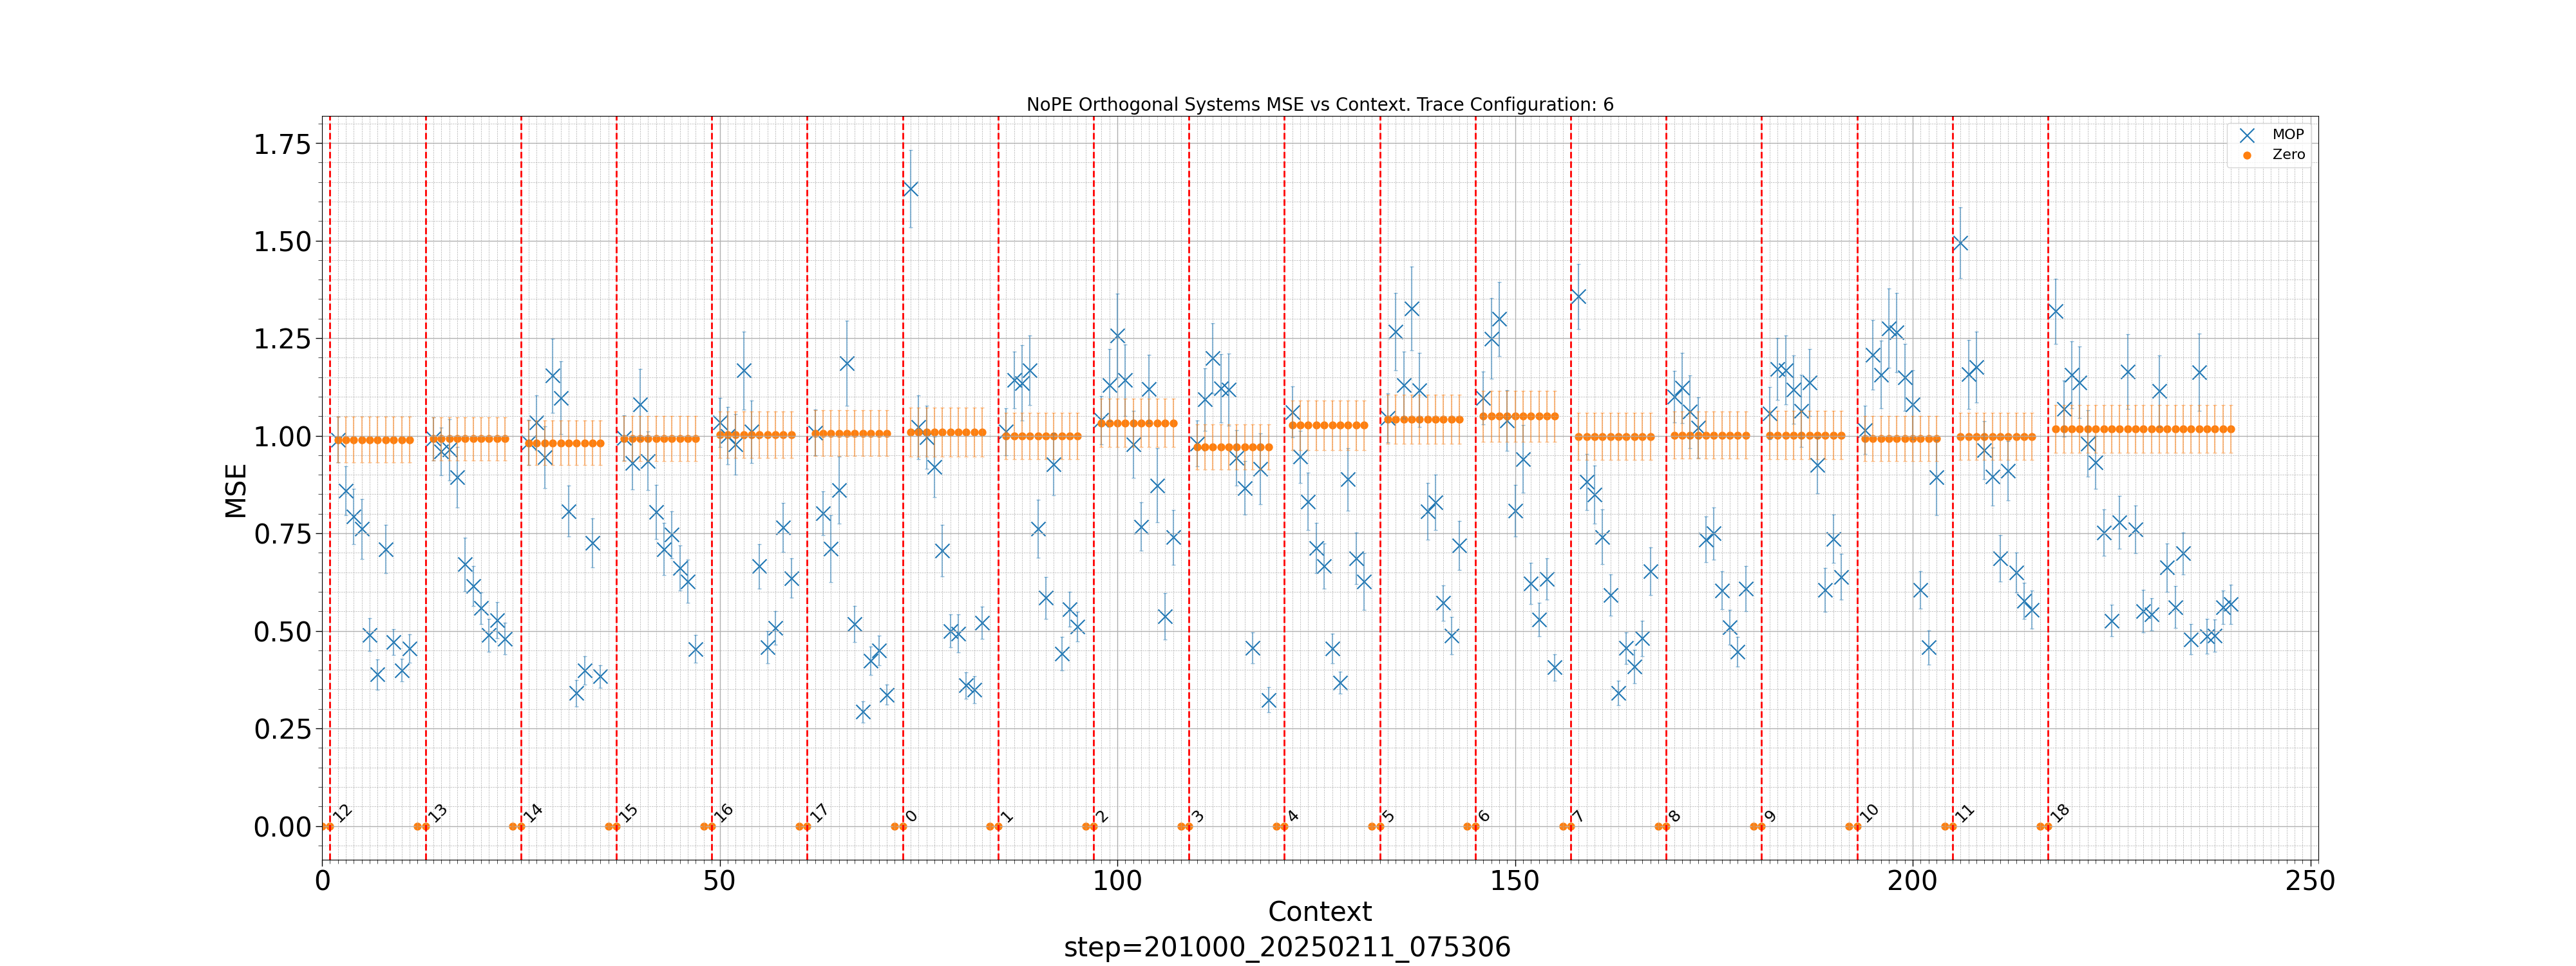 NoPE Orthogonal Systems MSE vs Context. Trace Configuration: 6
MOP
Zero
1.75
1.50
1.25
1.00
0.75
0.50
0.25
0.00
MSE
12 13 14 15 16 17 0 1 2 3 4 5 6 7 8 9 10 11 18
0 50 100 150 200 250
Context
step=201000_20250211_075306